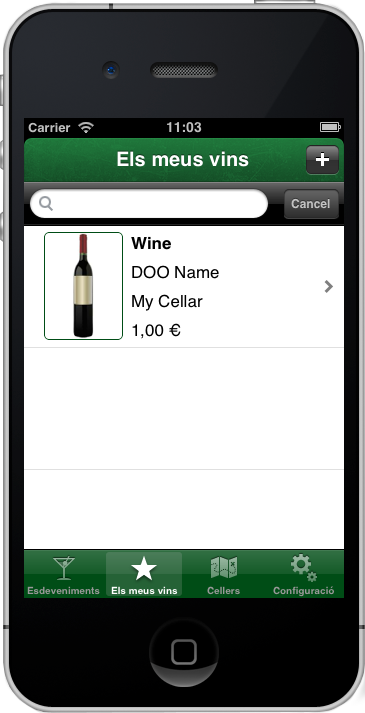 Carrier 11:03
Els meus vins +
Cancel
Wine
DOO Name
My Cellar
1,00 €
Esdeveniments Els meus vins Cellers Configuració